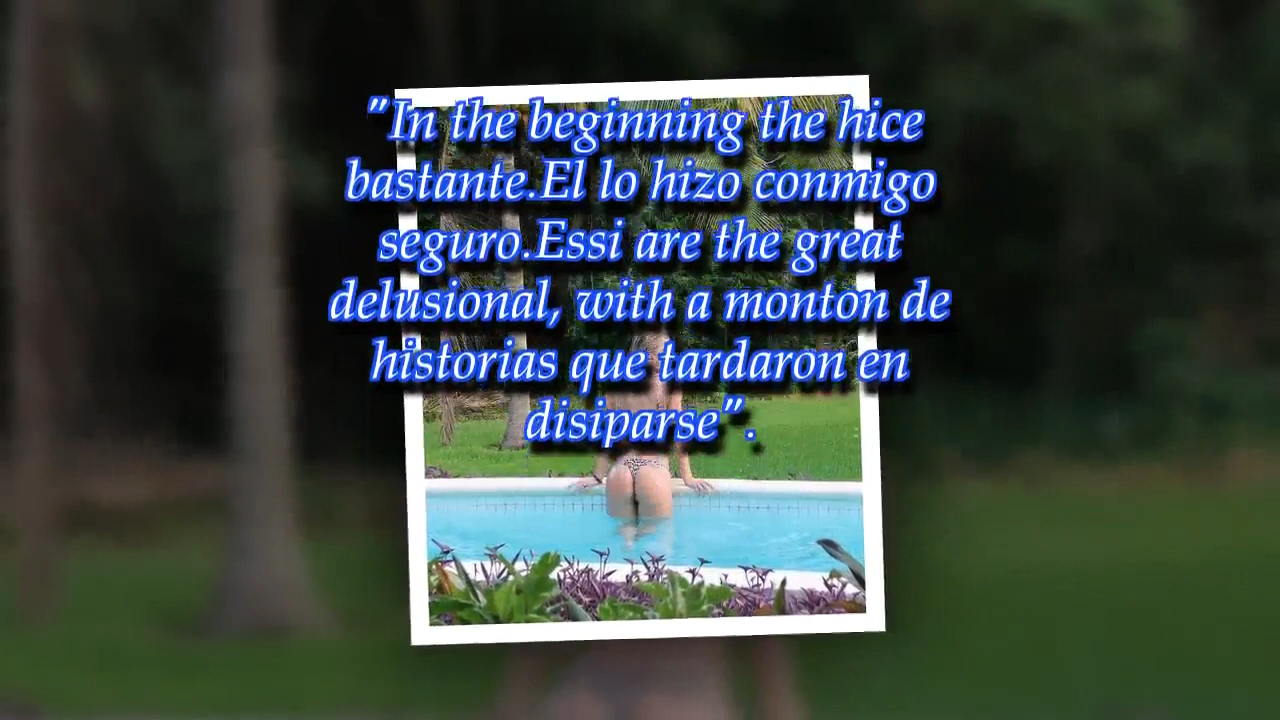 "In the beginning the hice
bastante.El lo hizo conmigo
seguro.Essi are the great
delusional, with a monton de
historias que tardaron en
disiparse".